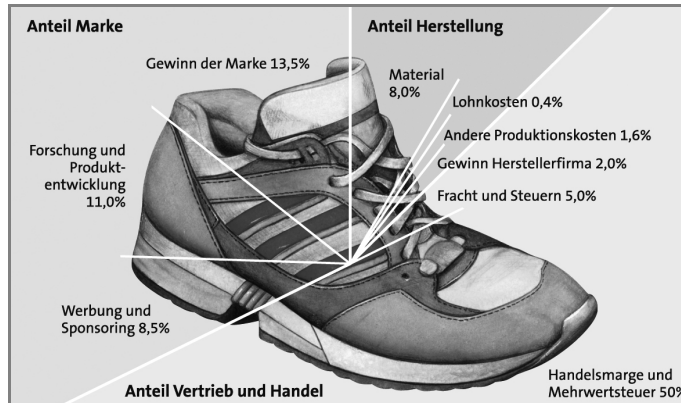 Anteil Marke
Anteil Herstellung
Gewinn der Marke 13,5%
Material
8,0%
Lohnkosten 0,4%
Andere Produktionskosten 1,6%
Forschung und
Produkt-
entwicklung
11,0%
Gewinn Herstellerfirma 2,0%
Fracht und Steuern 5,0%
Werbung und
Sponsoring 8,5%
Anteil Vertrieb und Handel
Handelsmarge und
Mehrwertsteuer 50%